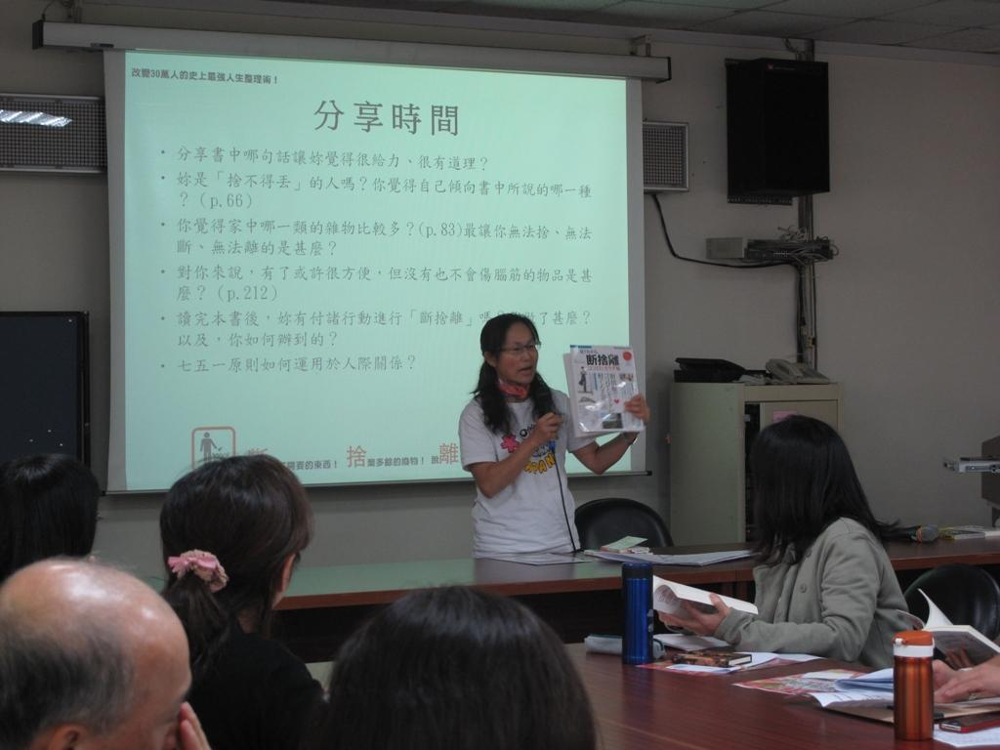 改變30萬人的史上最強人生整理術！
分享時間
• 分享書中哪句話讓妳覺得很給力、很有道理？
• 妳是「捨不得丟」的人嗎？你覺得自己傾向書中所說的哪一種
？（p.66）
• 你覺得家中哪一類的雜物比較多？(p.83)最讓你無法捨、無法
斷、無法離的是甚麼？
• 對你來說，有了或許很方便，但沒有也不會傷腦筋的物品是甚
麼？（p.212）
• 讀完本書後，妳有付諸行動進行「斷捨離」嗎 了甚麼？
以及，你如何辦到的？
• 七五一原則如何運用於人際關係？
要的東西！ 捨 棄多餘的廢物！ 脫 離
断捨離